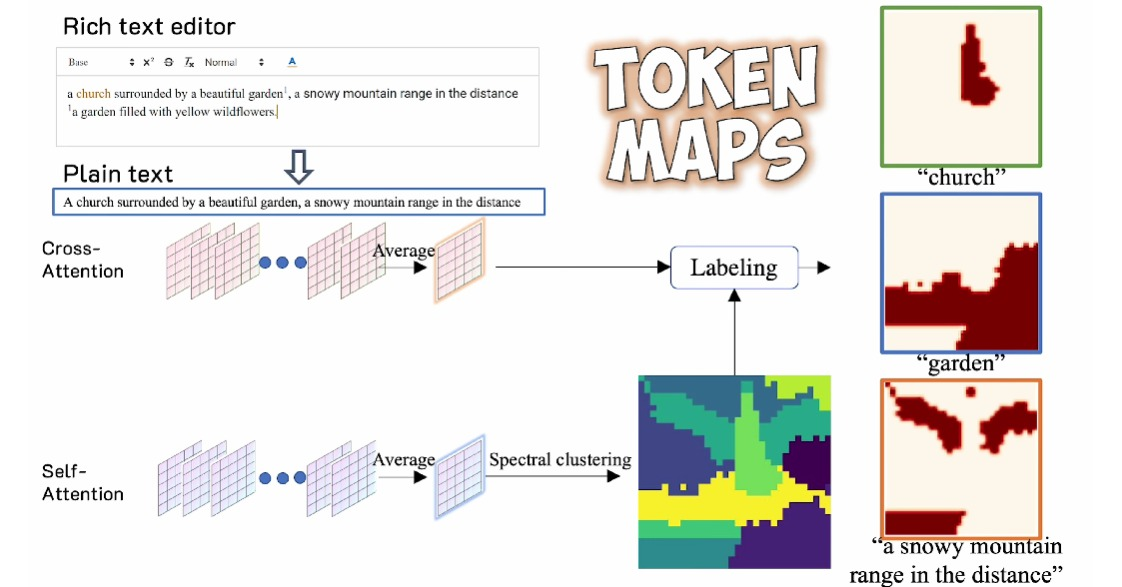 Rich text editor
Base X² S Tx Normal A
a church surrounded by a beautiful garden¹, a snowy mountain range in the distance
¹a garden filled with yellow wildflowers.
Plain text
A church surrounded by a beautiful garden, a snowy mountain range in the distance
TOKEN
MAPS
Cross-
Attention
Average
Labeling
Self-
Attention
Average
Spectral clustering
“church”
“garden”
“a snowy mountain
range in the distance”